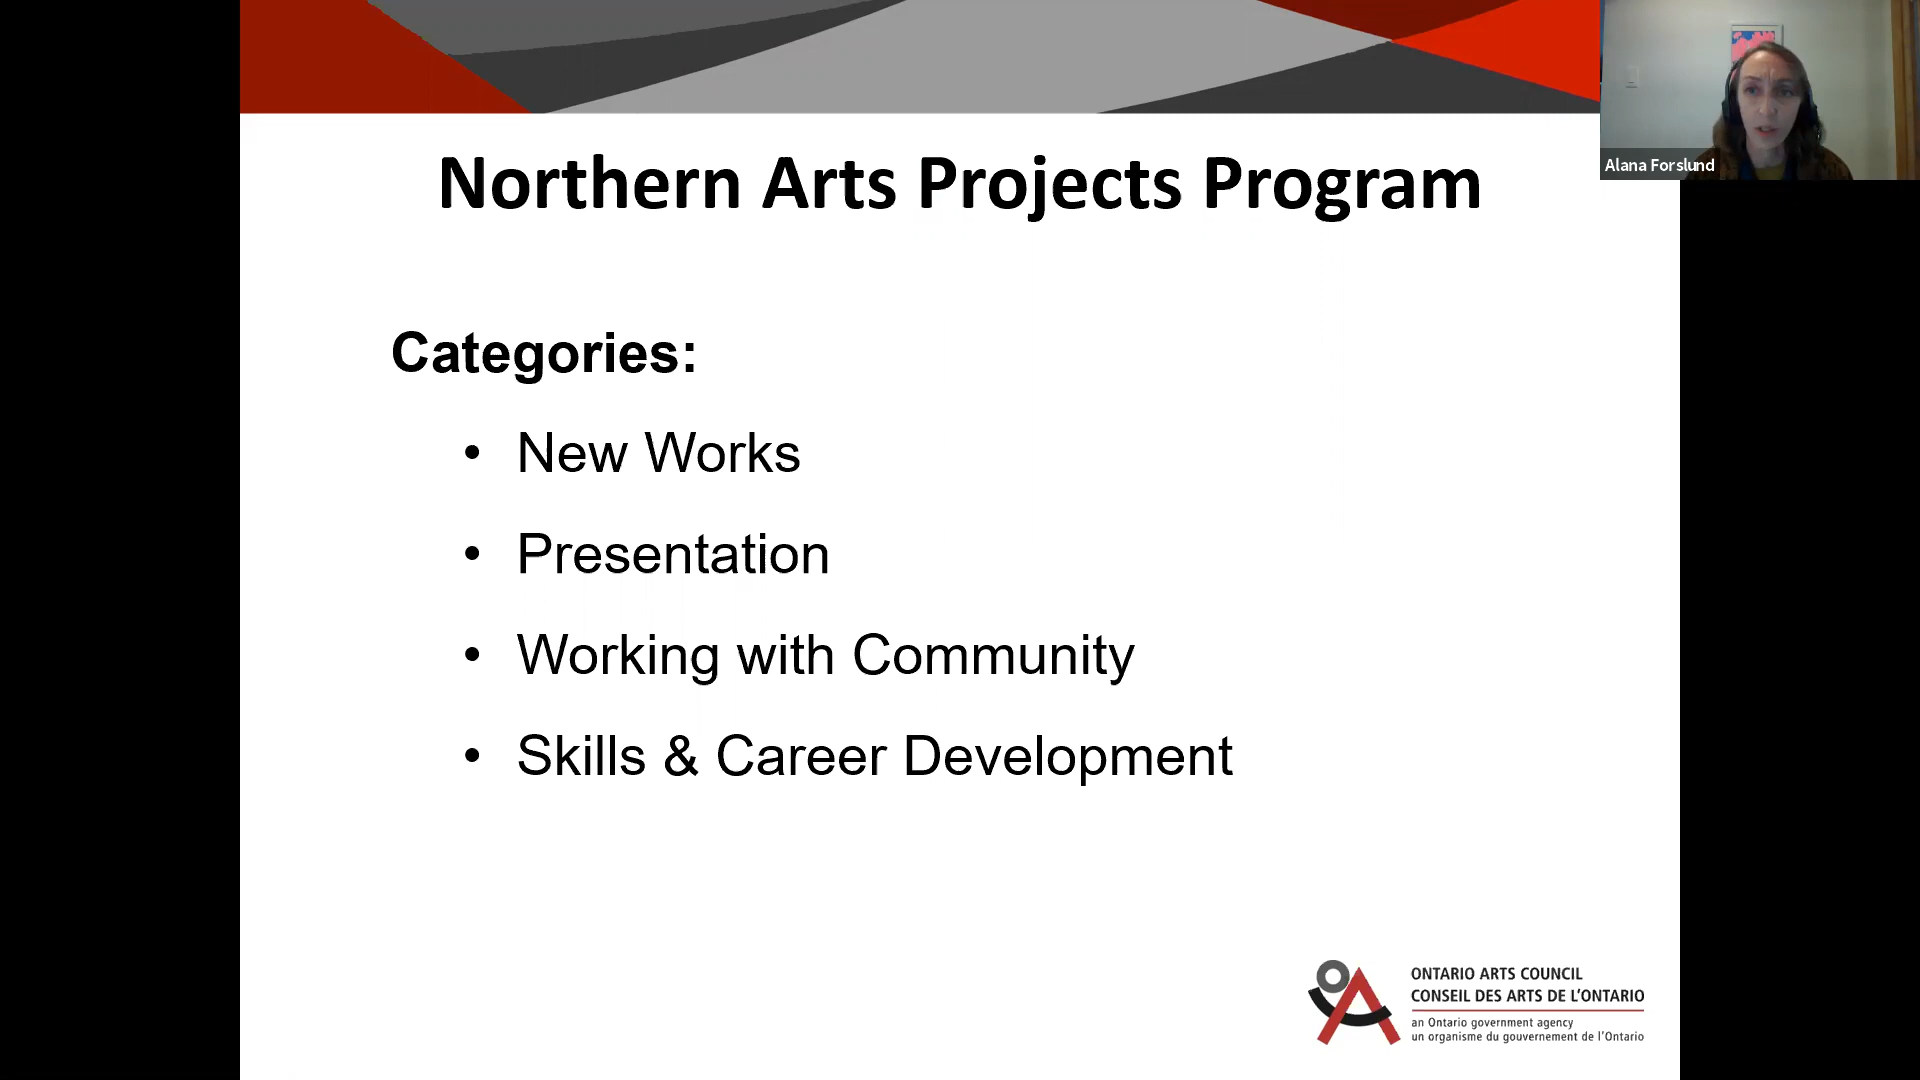 Northern Arts Projects Program
Alana Forslund
Categories:
• New Works
• Presentation
• Working with Community
• Skills & Career Development
ONTARIO ARTS COUNCIL
CONSEIL DES ARTS DE L'ONTARIO
an Ontario government agency
un organisme du gouvernement de l'Ontario